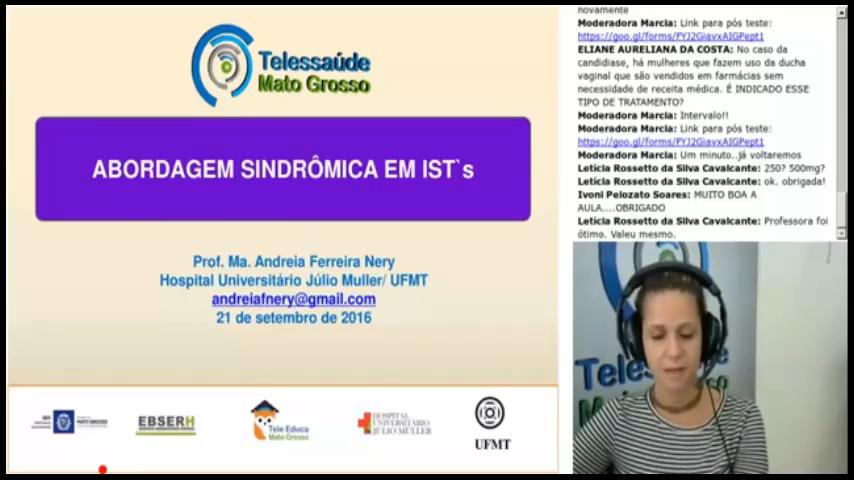 Telessaúde
Mato Grosso
ABORDAGEM SINDRÔMICA EM IST`s
Prof. Ma. Andreia Ferreira Nery
Hospital Universitário Júlio Muller/ UFMT
andreiafnery@gmail.com
21 de setembro de 2016
EBSERH
Tele Educa
Mato Grosso
HOSPITAL
UNIVERSITÁRIO
JÚLIO MÜLLER
UFMT
novamente
Moderadora Marcia: Link para pós teste:
https://goo.gl/forms/FYJ2GiavxAIGPept1
ELIANE AURELIANA DA COSTA: No caso da
candidiase, há mulheres que fazem uso da ducha
vaginal que são vendidos em farmácias sem
necessidade de receita médica. É INDICADO ESSE
TIPO DE TRATAMENTO?
Moderadora Marcia: Intervalo!!
Moderadora Marcia: Link para pós teste:
https://goo.gl/forms/FYJ2GiavxAIGPept1
Moderadora Marcia: Um minuto..já voltaremos
Letícia Rossetto da Silva Cavalcante: 250? 500mg?
Letícia Rossetto da Silva Cavalcante: ok. obrigada!
Ivoni Pelozato Soares: MUITO BOA A
AULA....OBRIGADO
Letícia Rossetto da Silva Cavalcante: Professora foi
ótimo. Valeu mesmo.